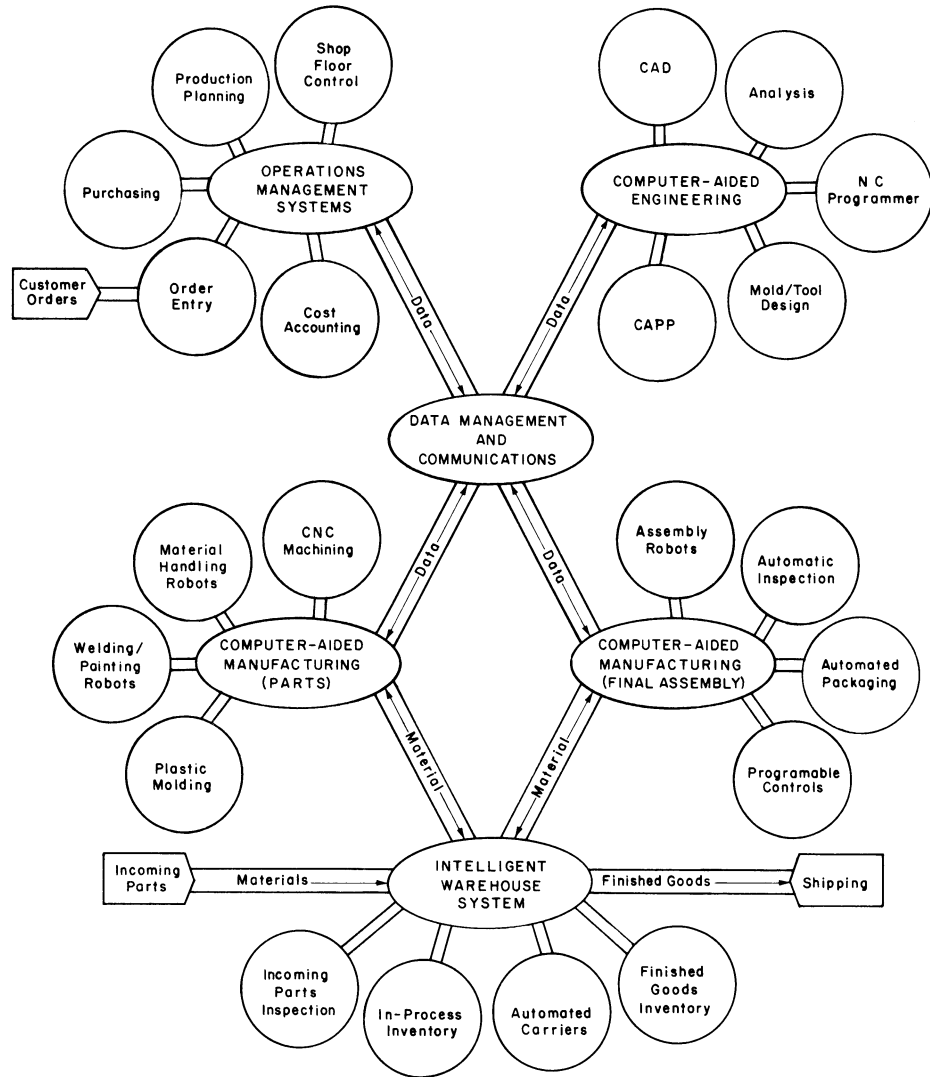 Shop
Floor
Control
Production
Planning
Purchasing
OPERATIONS
MANAGEMENT
SYSTEMS
Customer
Orders
Order
Entry
Cost
Accounting
CAD
Analysis
COMPUTER-AIDED
ENGINEERING
N C
Programmer
Mold/Tool
Design
CAPP
Data
Data
DATA MANAGEMENT
AND
COMMUNICATIONS
Data
Data
CNC
Machining
Material
Handling
Robots
Welding/
Painting
Robots
COMPUTER-AIDED
MANUFACTURING
(PARTS)
Plastic
Molding
Assembly
Robots
Automatic
Inspection
COMPUTER-AIDED
MANUFACTURING
(FINAL ASSEMBLY)
Automated
Packaging
Programable
Controls
Material
Material
Incoming
Parts
Materials
INTELLIGENT
WAREHOUSE
SYSTEM
Finished Goods
Shipping
Incoming
Parts
Inspection
In-Process
Inventory
Automated
Carriers
Finished
Goods
Inventory